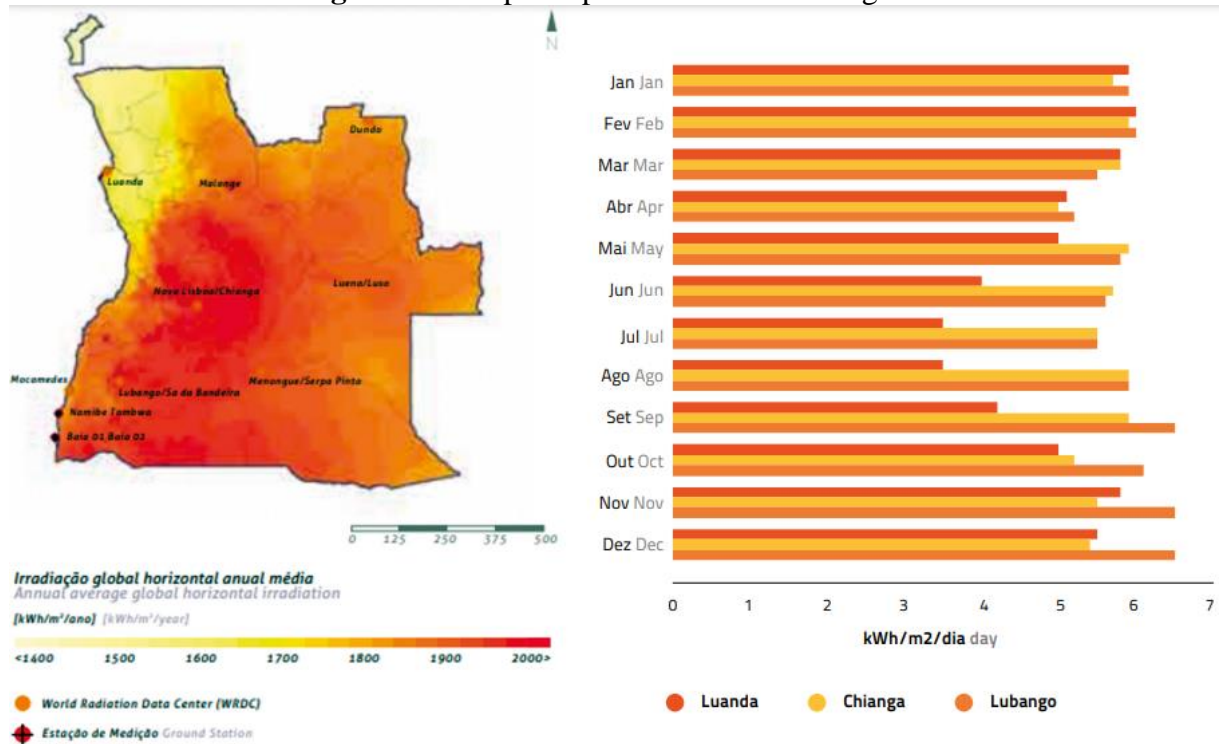 N
Dundo
Luanda
Malange
Nova Lisboa/Chianga
Luena/Luso
Mocamedes
Lubango/Sa da Bandeira
Menongue/Serpa Pinto
Namibe Tombwa
Baia 01 Baia 02
0 125 250 375 500
Irradiação global horizontal anual média
Annual average global horizontal irradiation
[kWh/m²/ano] [kWh/m²/year]
<1400 1500 1600 1700 1800 1900 2000>
World Radiation Data Center (WRDC)
Estação de Medição Ground Station
Jan Jan
Fev Feb
Mar Mar
Abr Apr
Mai May
Jun Jun
Jul Jul
Ago Ago
Set Sep
Out Oct
Nov Nov
Dez Dec
0 1 2 3 4 5 6 7
kWh/m2/dia day
Luanda Chianga Lubango